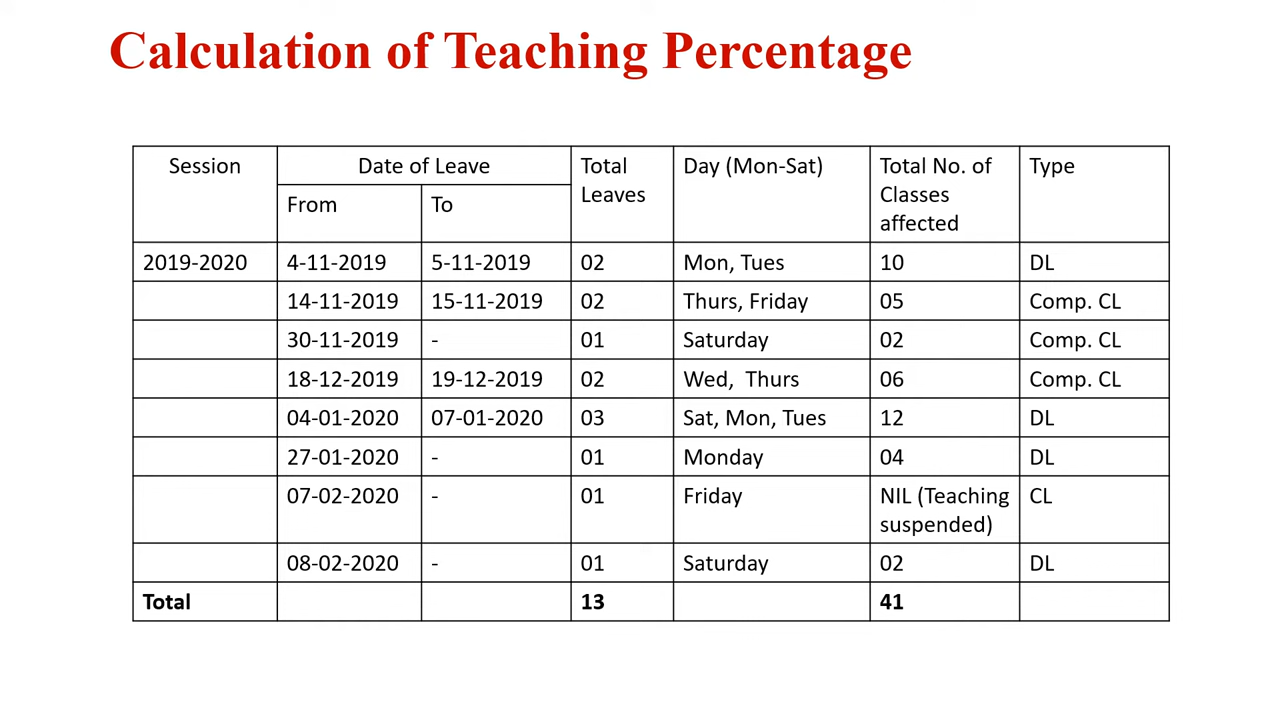 Calculation of Teaching Percentage
Session Date of Leave Total Leaves Day (Mon-Sat) Total No. of Classes affected Type
From To
2019-2020 4-11-2019 5-11-2019 02 Mon, Tues 10 DL
14-11-2019 15-11-2019 02 Thurs, Friday 05 Comp. CL
30-11-2019 - 01 Saturday 02 Comp. CL
18-12-2019 19-12-2019 02 Wed, Thurs 06 Comp. CL
04-01-2020 07-01-2020 03 Sat, Mon, Tues 12 DL
27-01-2020 - 01 Monday 04 DL
07-02-2020 - 01 Friday NIL (Teaching suspended) CL
08-02-2020 - 01 Saturday 02 DL
Total 13 41